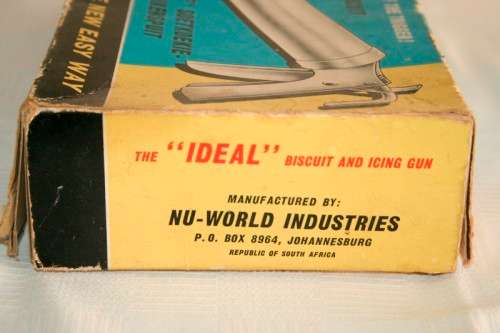 NEW EASY WAY
THE "IDEAL" BISCUIT AND ICING GUN
MANUFACTURED BY:
NU-WORLD INDUSTRIES
P.O. BOX 8964, JOHANNESBURG
REPUBLIC OF SOUTH AFRICA